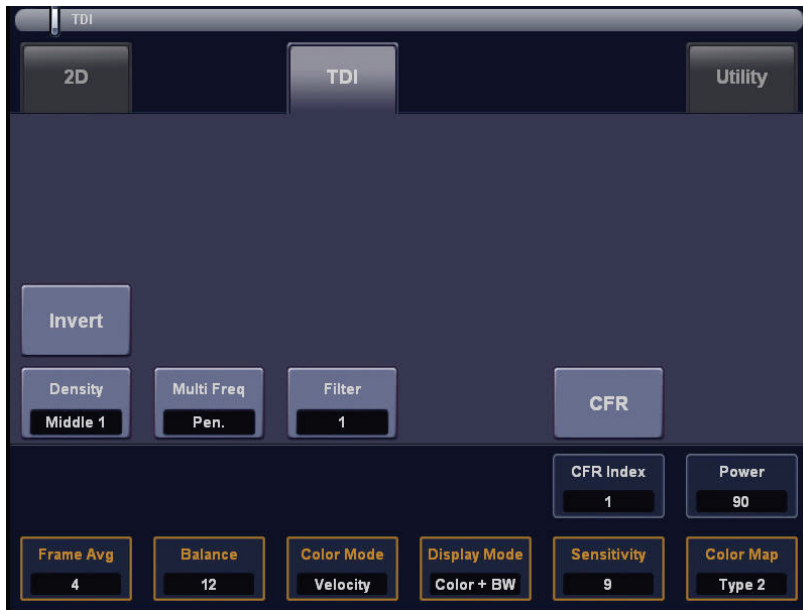 TDI
2D
TDI
Utility
Invert
Density
Middle 1
Multi Freq
Pen.
Filter
1
CFR
CFR Index
1
Power
90
Frame Avg
4
Balance
12
Color Mode
Velocity
Display Mode
Color + BW
Sensitivity
9
Color Map
Type 2